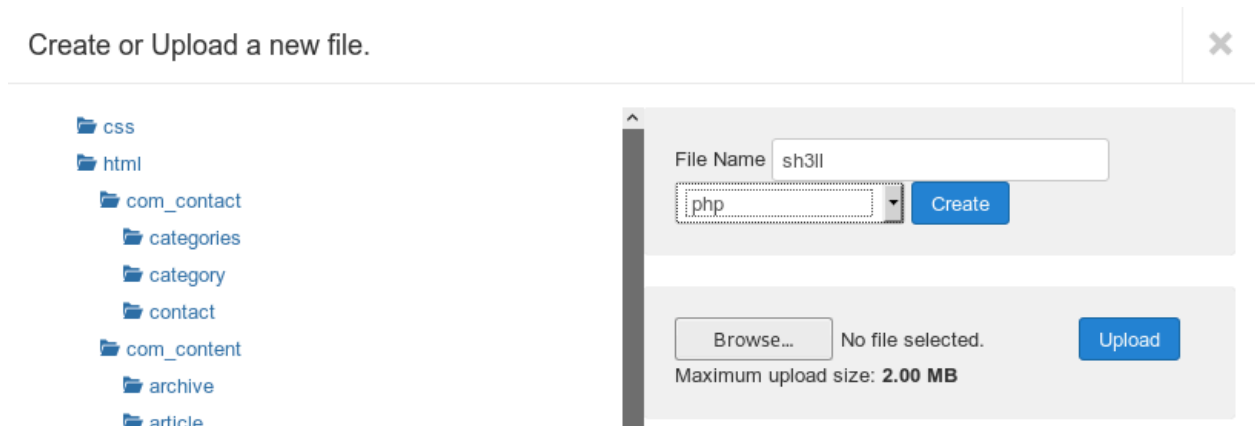 Create or Upload a new file.
css
html
com_contact
categories
category
contact
com_content
archive
article
File Name sh3ll
php Create
Browse... No file selected. Upload
Maximum upload size: 2.00 MB